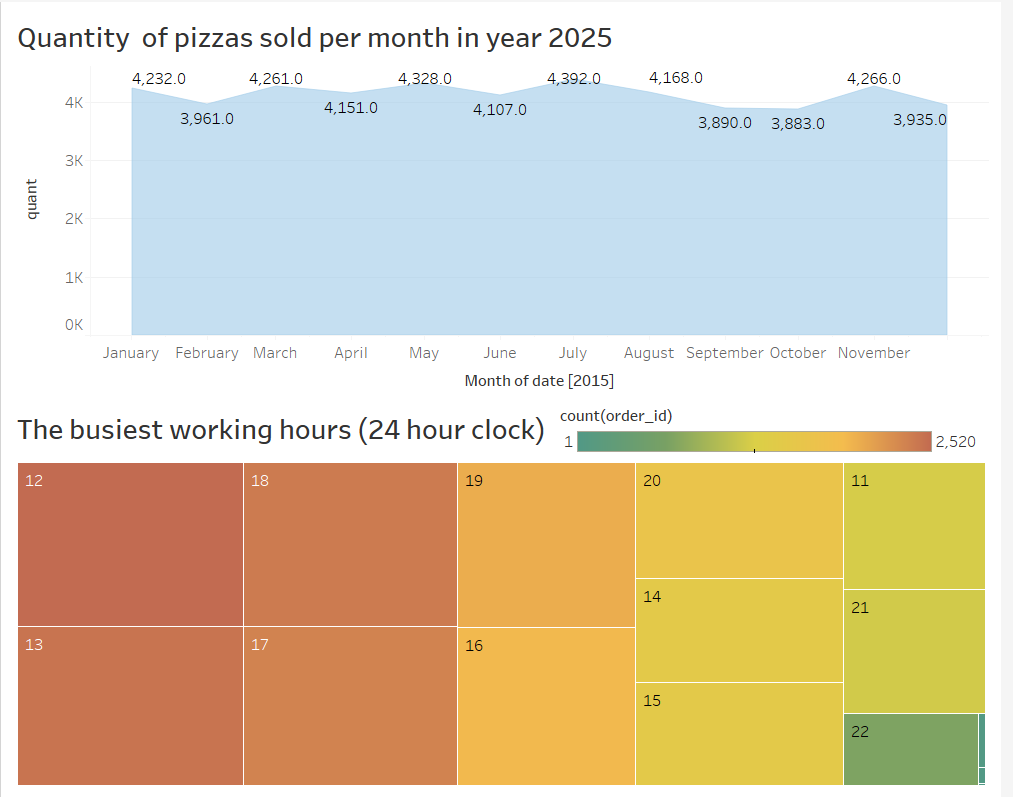 Quantity  of pizzas sold per month in year 2025
4,232.0 4,261.0 4,328.0 4,392.0 4,168.0 4,266.0
4K
3,961.0 4,151.0 4,107.0 3,890.0 3,883.0 3,935.0
3K
quant
2K
1K
0K
January February March April May June July August September October November
Month of date [2015]
The busiest working hours (24 hour clock)
count(order_id)
1 2,520
12 18 19 20 11
14
21
13 17 16
15
22